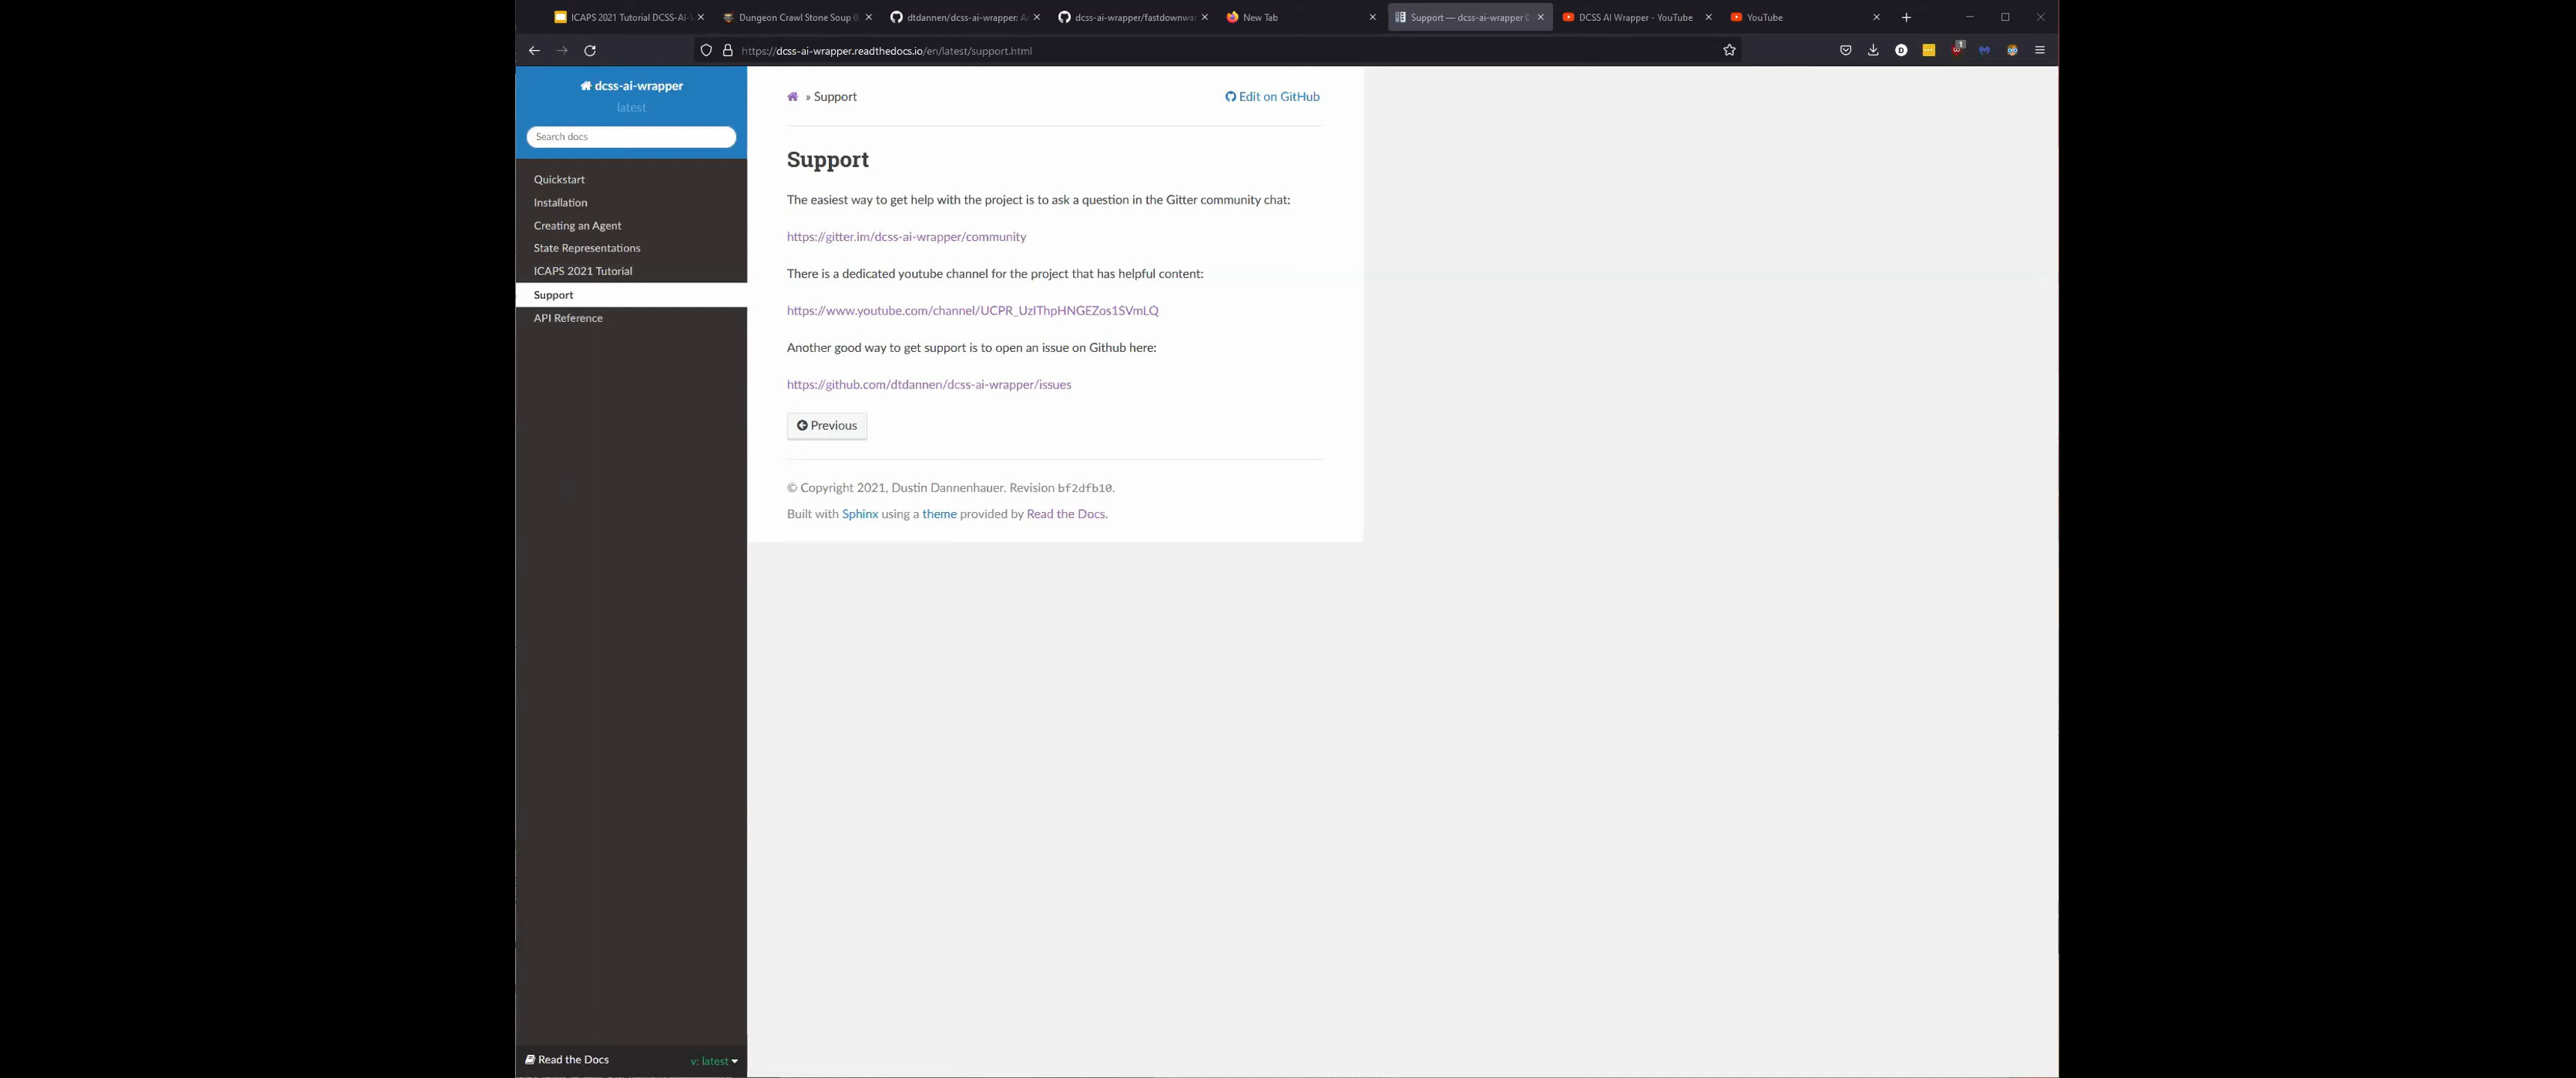 ICAPS 2021 Tutorial DCSS-AI-
Dungeon Crawl Stone Soup 0.
dtdannen/dcss-ai-wrapper: A
dcss-ai-wrapper/fastdownwa
New Tab
Support — dcss-ai-wrapper
DCSS AI Wrapper - YouTube
YouTube
https://dcss-ai-wrapper.readthedocs.io/en/latest/support.html
1
dcss-ai-wrapper
latest
Search docs
Quickstart
Installation
Creating an Agent
State Representations
ICAPS 2021 Tutorial
Support
API Reference
» Support
Edit on GitHub
Support
The easiest way to get help with the project is to ask a question in the Gitter community chat:
https://gitter.im/dcss-ai-wrapper/community
There is a dedicated youtube channel for the project that has helpful content:
https://www.youtube.com/channel/UCPR_UzIThpHNGEZos1SVmLQ
Another good way to get support is to open an issue on Github here:
https://github.com/dtdannen/dcss-ai-wrapper/issues
Previous
© Copyright 2021, Dustin Dannenhauer. Revision bf2dfb10.
Built with Sphinx using a theme provided by Read the Docs.
Read the Docs
v: latest